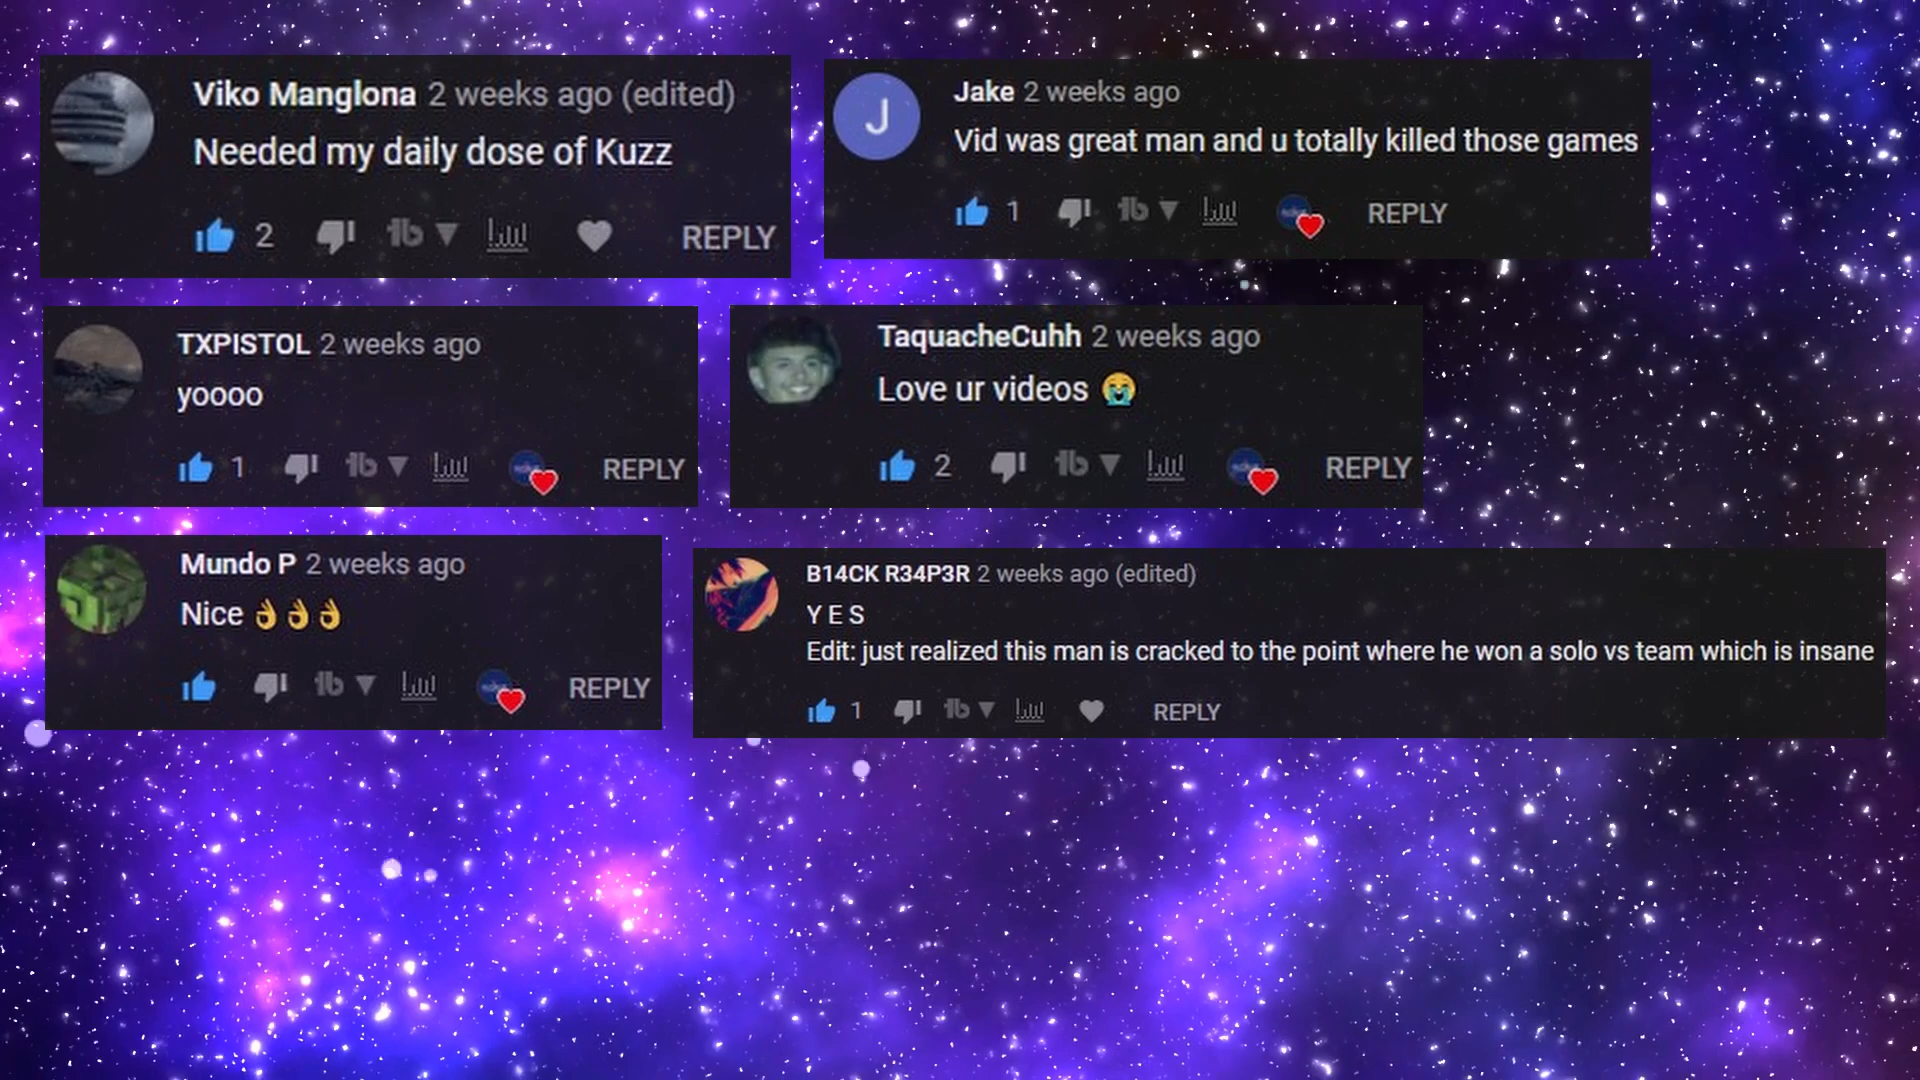 Viko Manglona 2 weeks ago (edited)
Needed my daily dose of Kuzz
2 REPLY
J
Jake 2 weeks ago
Vid was great man and u totally killed those games
1 REPLY
TXPISTOL 2 weeks ago
yoooo
1 REPLY
TaquacheCuhh 2 weeks ago
Love ur videos 😭
2 REPLY
Mundo P 2 weeks ago
Nice 👌👌👌
REPLY
B14CK R34P3R 2 weeks ago (edited)
Y E S
Edit: just realized this man is cracked to the point where he won a solo vs team which is insane
1 REPLY